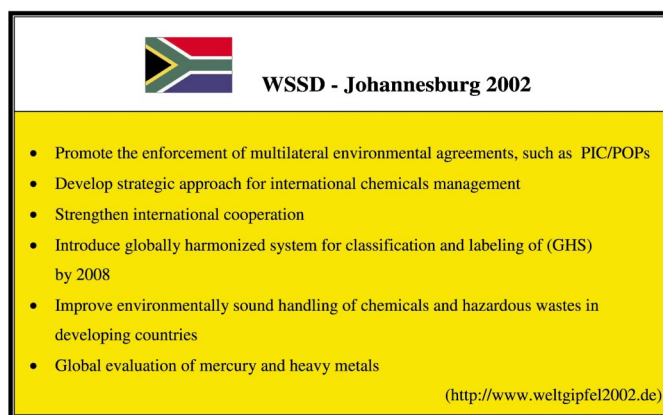 WSSD - Johannesburg 2002
• Promote the enforcement of multilateral environmental agreements, such as PIC/POPs
• Develop strategic approach for international chemicals management
• Strengthen international cooperation
• Introduce globally harmonized system for classification and labeling of (GHS)
by 2008
• Improve environmentally sound handling of chemicals and hazardous wastes in
developing countries
• Global evaluation of mercury and heavy metals
(http://www.weltgipfel2002.de)